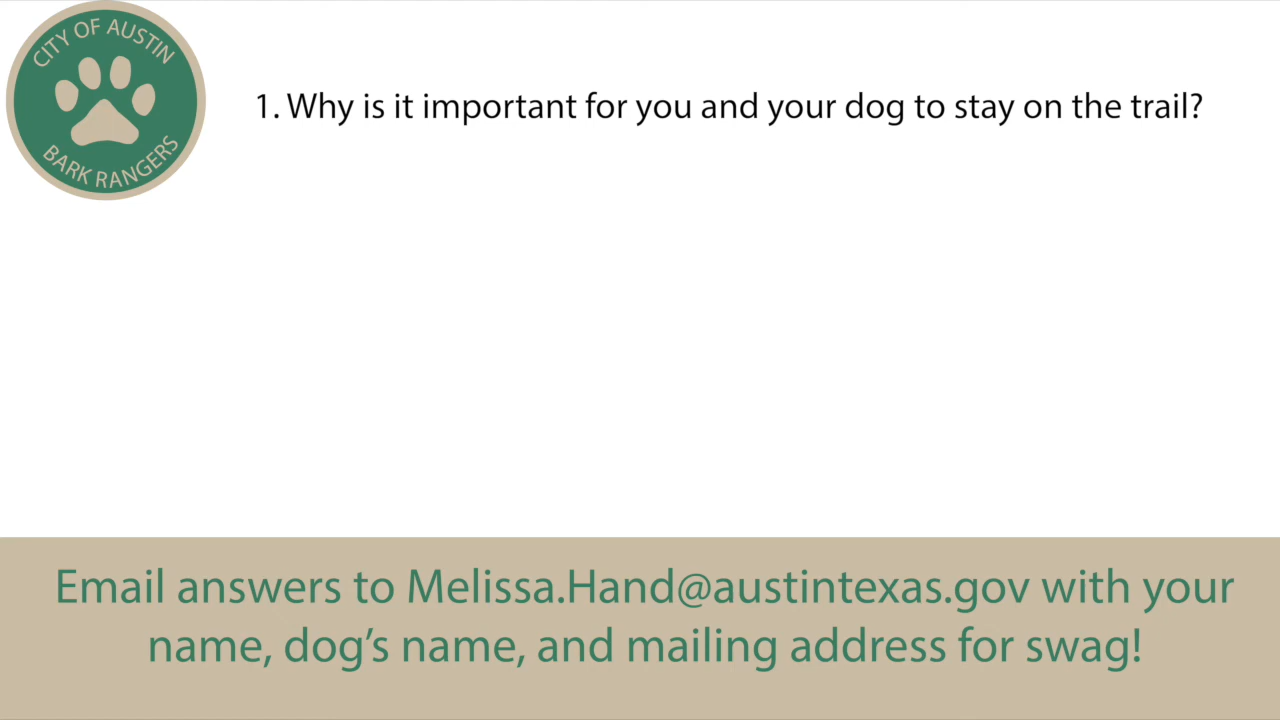 CITY OF AUSTIN
BARK RANGERS
1. Why is it important for you and your dog to stay on the trail?
Email answers to Melissa.Hand@austintexas.gov with your
name, dog’s name, and mailing address for swag!